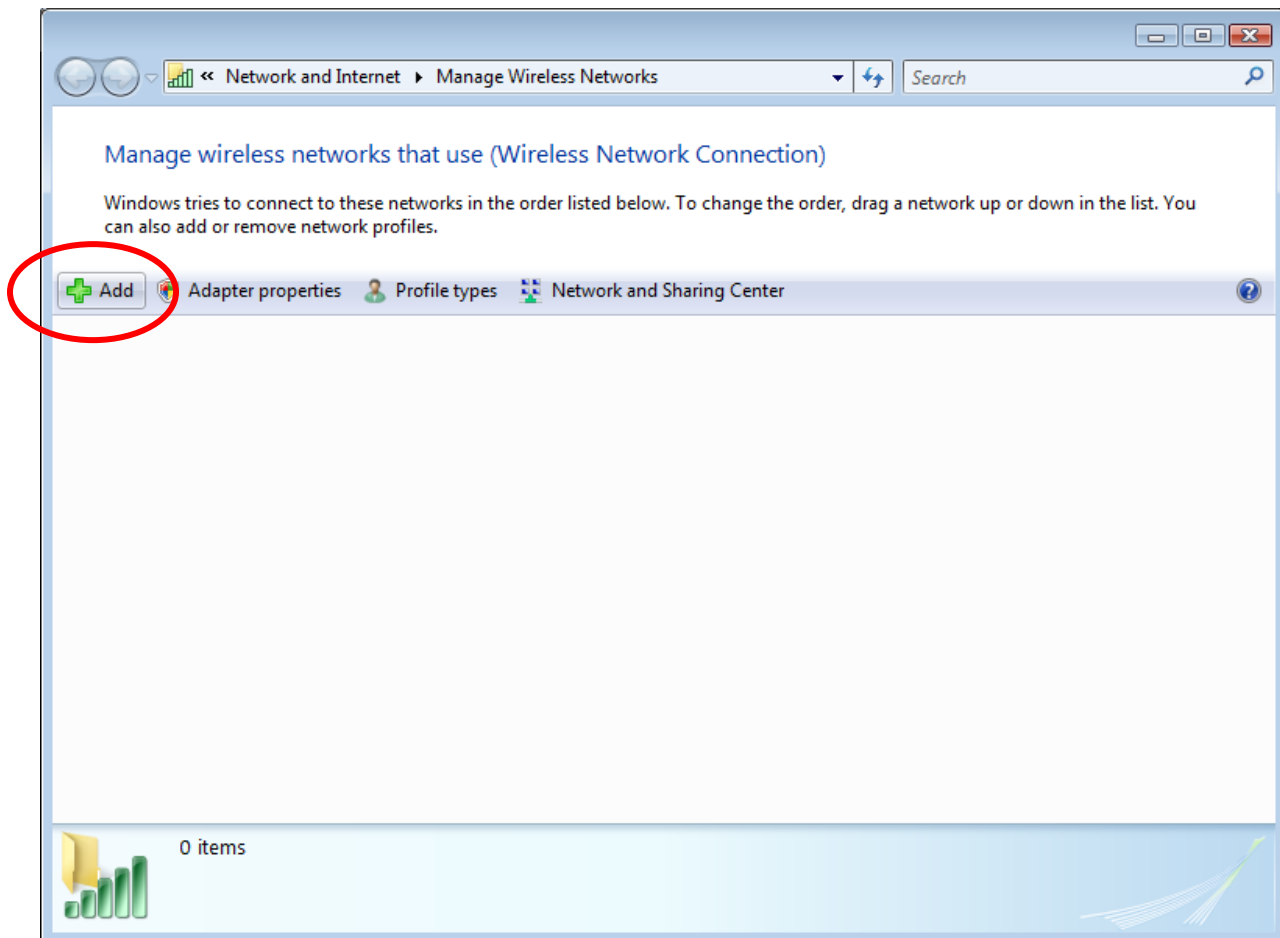 « Network and Internet ▸ Manage Wireless Networks
Search
Manage wireless networks that use (Wireless Network Connection)
Windows tries to connect to these networks in the order listed below. To change the order, drag a network up or down in the list. You
can also add or remove network profiles.
Add Adapter properties Profile types Network and Sharing Center
0 items